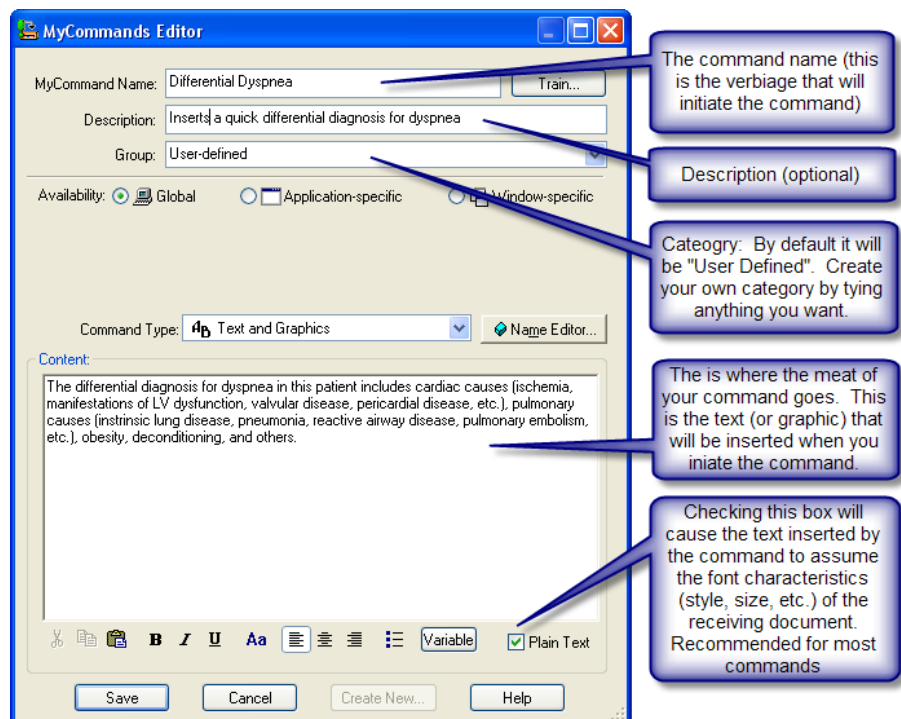 MyCommands Editor
MyCommand Name: Differential Dyspnea Train...
The command name (this
is the verbiage that will
initiate the command)
Description: Inserts a quick differential diagnosis for dyspnea
Group: User-defined
Description (optional)
Availability: Global Application-specific Window-specific
Cateogry: By default it will
be "User Defined". Create
your own category by tying
anything you want.
Command Type: AB Text and Graphics Name Editor...
Content:
The differential diagnosis for dyspnea in this patient includes cardiac causes (ischemia,
manifestations of LV dysfunction, valvular disease, pericardial disease, etc.), pulmonary
causes (instrinsic lung disease, pneumonia, reactive airway disease, pulmonary embolism,
etc.), obesity, deconditioning, and others.
The is where the meat of
your command goes. This
is the text (or graphic) that
will be inserted when you
iniate the command.
Checking this box will
cause the text inserted by
the command to assume
the font characteristics
(style, size, etc.) of the
receiving document.
Recommended for most
commands
B I U Aa Variable Plain Text
Save Cancel Create New... Help